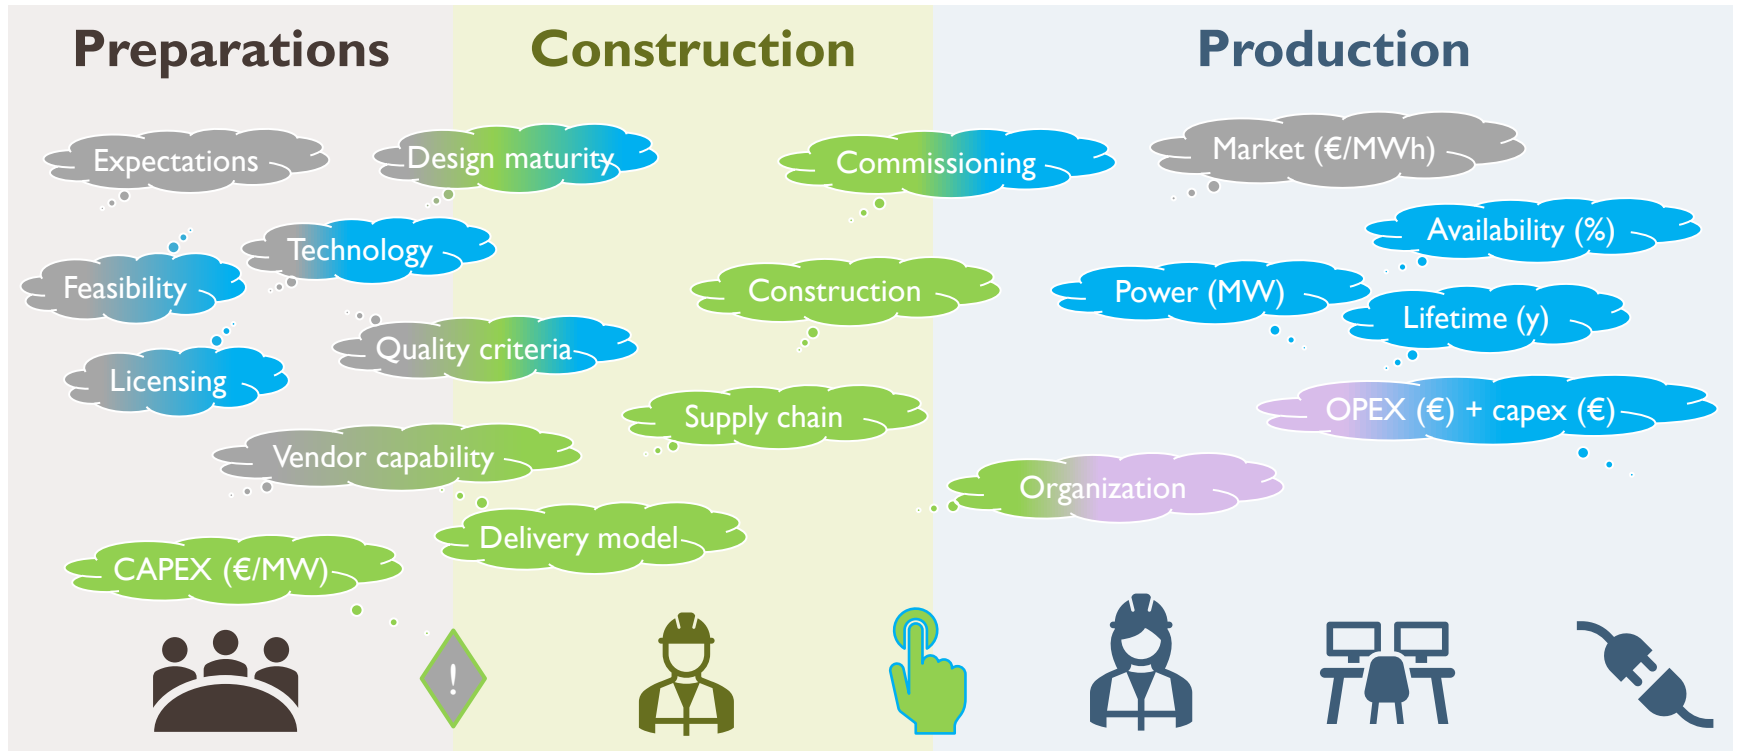 Preparations
Construction
Production
Expectations
Design maturity
Commissioning
Market (€/MWh)
Availability (%)
Technology
Feasibility
Construction
Power (MW)
Lifetime (y)
Quality criteria
Licensing
OPEX (€) + capex (€)
Supply chain
Vendor capability
Organization
Delivery model
CAPEX (€/MW)
!